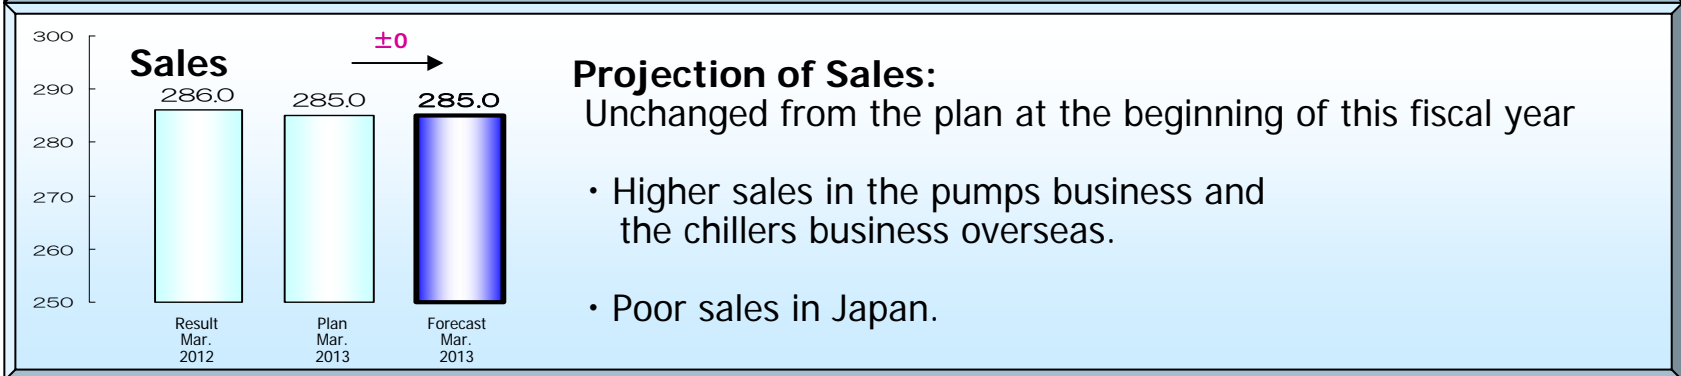 ±0
Sales
300
290
280
270
260
250
286.0
285.0
285.0
Result
Mar.
2012
Plan
Mar.
2013
Forecast
Mar.
2013
Projection of Sales:
Unchanged from the plan at the beginning of this fiscal year
・Higher sales in the pumps business and
the chillers business overseas.
・Poor sales in Japan.